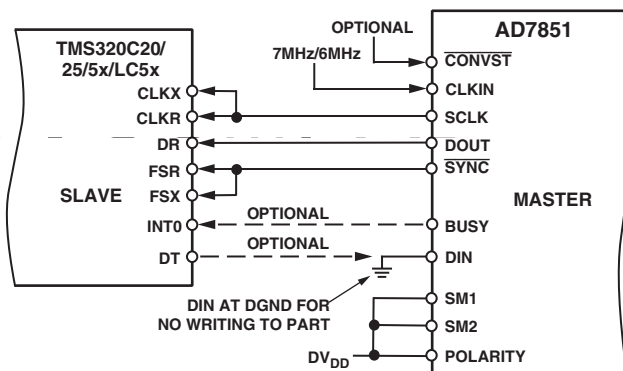 TMS320C20/
25/5x/LC5x
CLKX
CLKR
DR
FSR
FSX
INT0
DT
SLAVE
OPTIONAL
7MHz/6MHz
OPTIONAL
OPTIONAL
DIN AT DGND FOR
NO WRITING TO PART
DVDD
AD7851
CONVST
CLKIN
SCLK
DOUT
SYNC
BUSY
DIN
SM1
SM2
POLARITY
MASTER